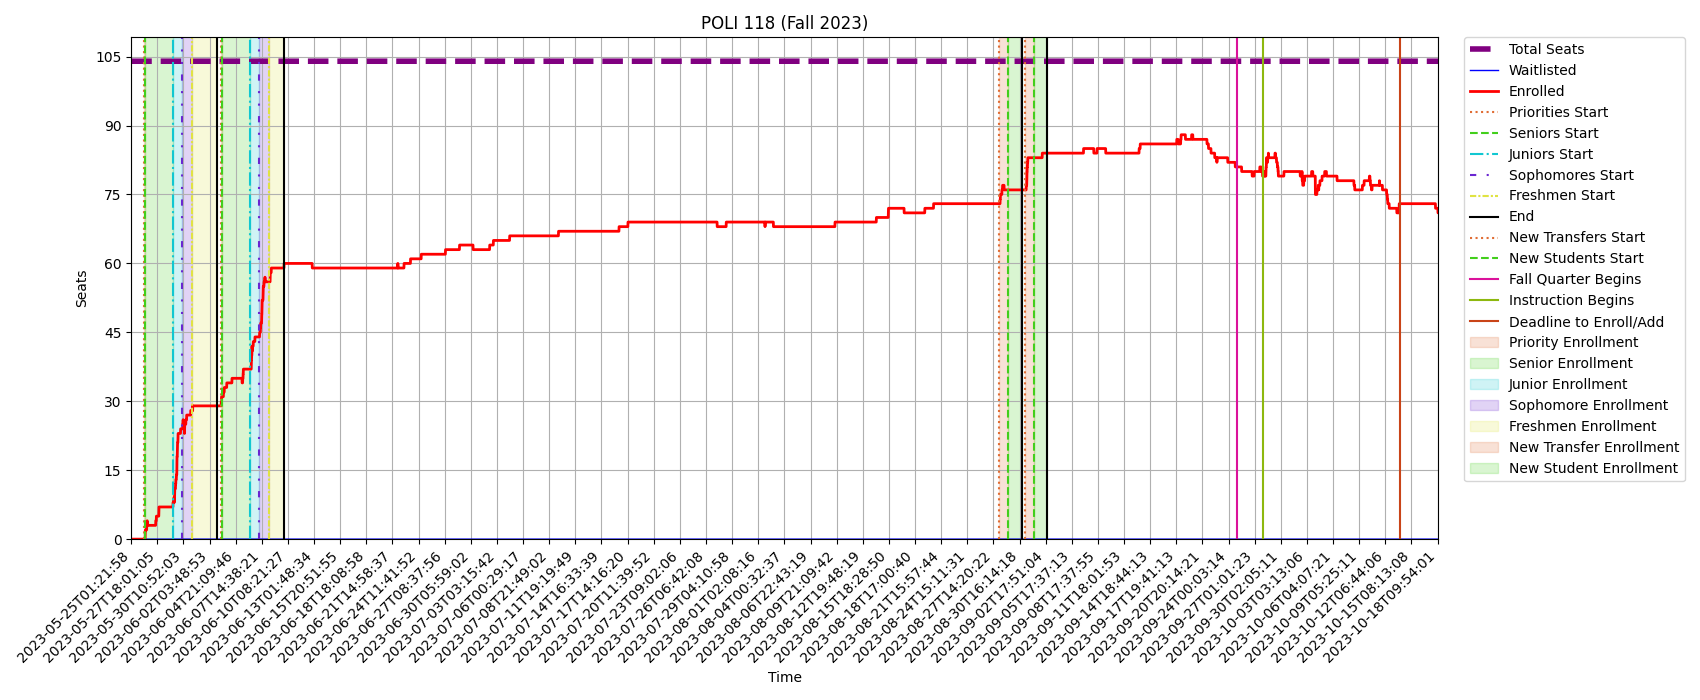 POLI 118 (Fall 2023)
105
90
75
60
45
30
15
0
Seats
2023-05-25T01:21:58
2023-05-27T18:01:05
2023-05-30T10:52:03
2023-06-02T03:48:53
2023-06-04T21:09:46
2023-06-07T14:38:21
2023-06-10T08:21:27
2023-06-13T01:48:34
2023-06-15T20:51:55
2023-06-18T18:08:58
2023-06-21T14:58:37
2023-06-24T11:41:52
2023-06-27T08:37:56
2023-06-30T05:59:02
2023-07-03T03:15:42
2023-07-06T00:29:17
2023-07-08T21:49:02
2023-07-11T19:19:49
2023-07-14T16:33:39
2023-07-17T14:16:20
2023-07-20T11:39:52
2023-07-23T09:02:06
2023-07-26T06:42:08
2023-07-29T04:10:58
2023-08-01T02:08:16
2023-08-04T00:32:37
2023-08-06T22:43:19
2023-08-09T21:09:42
2023-08-12T19:48:19
2023-08-15T18:28:50
2023-08-18T17:00:40
2023-08-21T15:57:44
2023-08-24T15:11:31
2023-08-27T14:20:22
2023-08-30T16:14:18
2023-09-02T17:51:04
2023-09-05T17:37:13
2023-09-08T17:37:55
2023-09-11T18:01:53
2023-09-14T18:44:13
2023-09-17T19:41:13
2023-09-20T20:14:21
2023-09-24T00:03:14
2023-09-27T01:01:23
2023-09-30T02:05:11
2023-10-03T03:13:06
2023-10-06T04:07:21
2023-10-09T05:25:11
2023-10-12T06:44:06
2023-10-15T08:13:08
2023-10-18T09:54:01
Time
Total Seats
Waitlisted
Enrolled
Priorities Start
Seniors Start
Juniors Start
Sophomores Start
Freshmen Start
End
New Transfers Start
New Students Start
Fall Quarter Begins
Instruction Begins
Deadline to Enroll/Add
Priority Enrollment
Senior Enrollment
Junior Enrollment
Sophomore Enrollment
Freshmen Enrollment
New Transfer Enrollment
New Student Enrollment